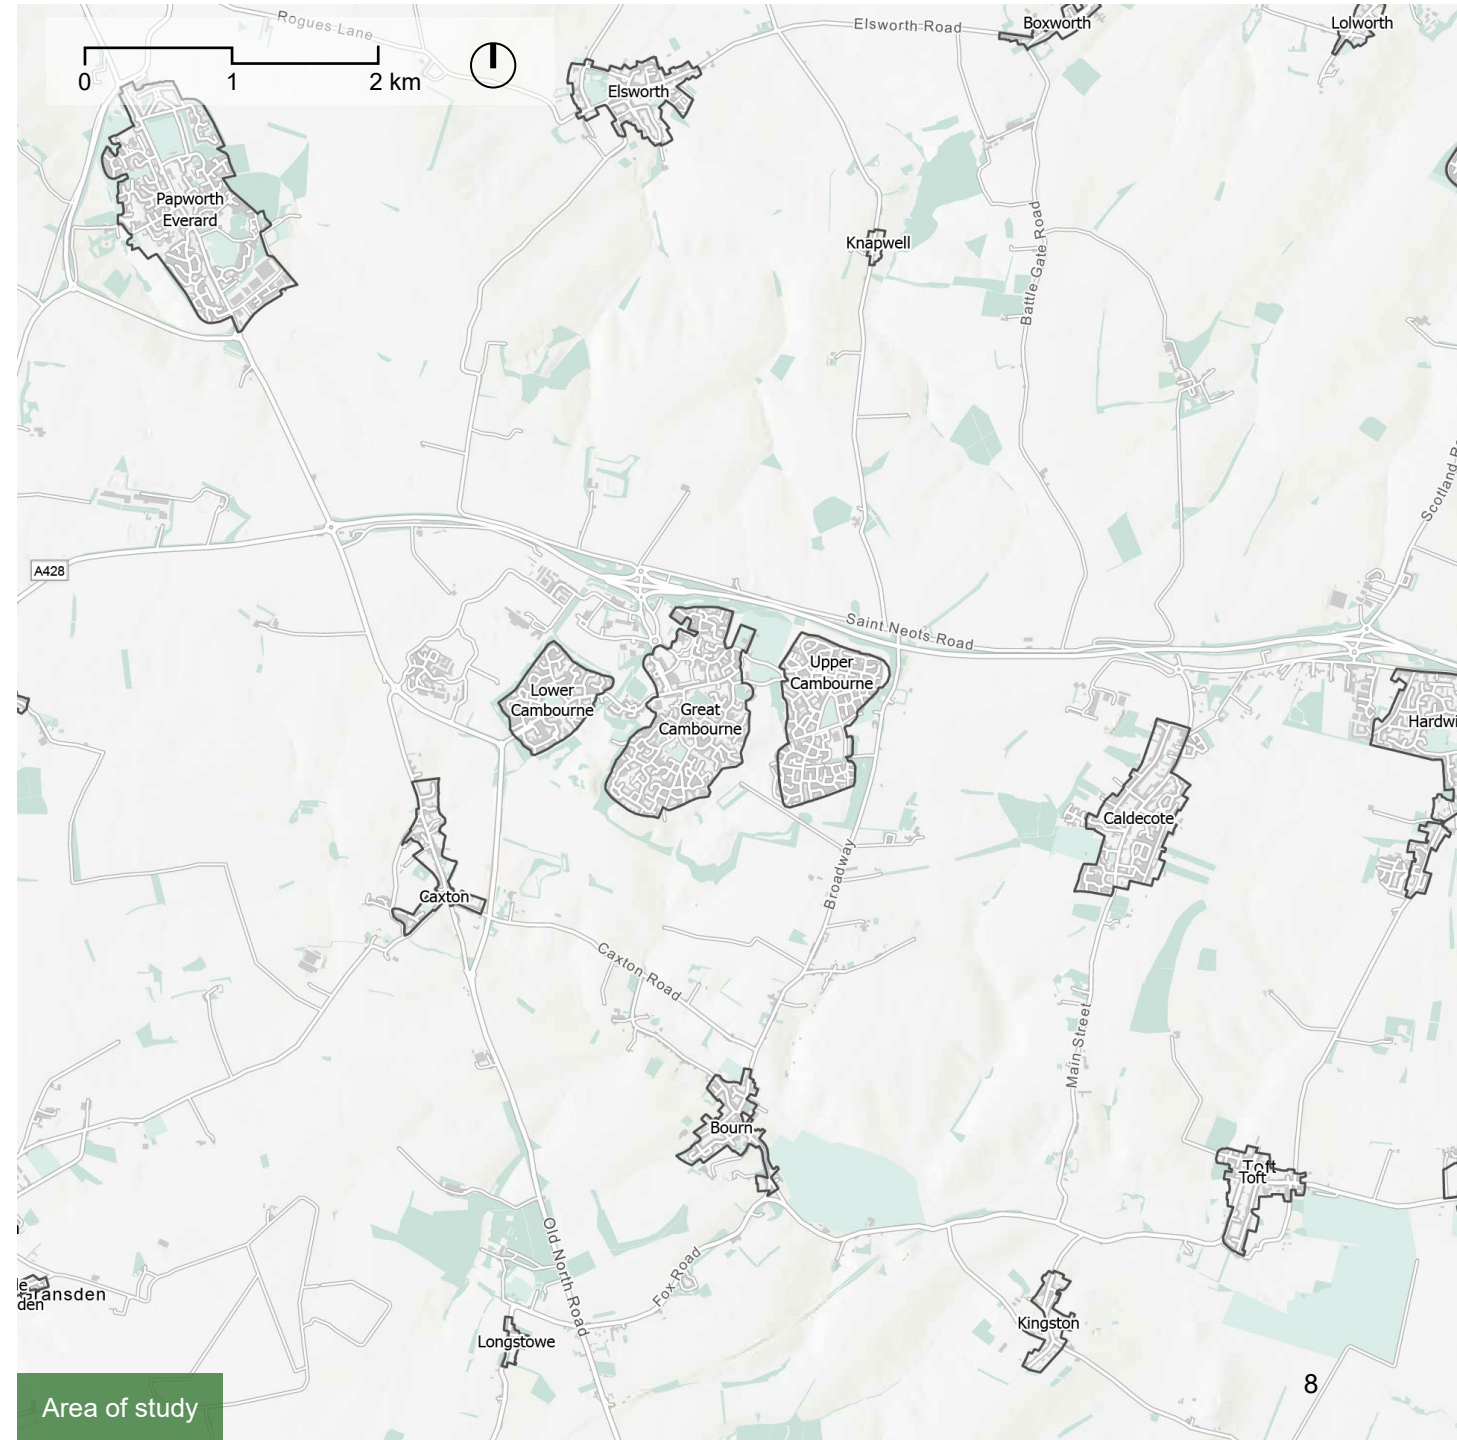 Rogues Lane
Elsworth Road
Boxworth
Lolworth
0 1 2 km
Elsworth
Papworth
Everard
Knapwell
Battle Gate Road
Scotland
A428
Saint Neots Road
Upper
Cambourne
Lower
Cambourne
Great
Cambourne
Hardwi
Caldecote
Broadway
Caxton
Caxton Road
Main Street
Bourn
Toft
Toft
Old North Road
Fox Road
den
ransden
Kingston
Longstowe
8
Area of study